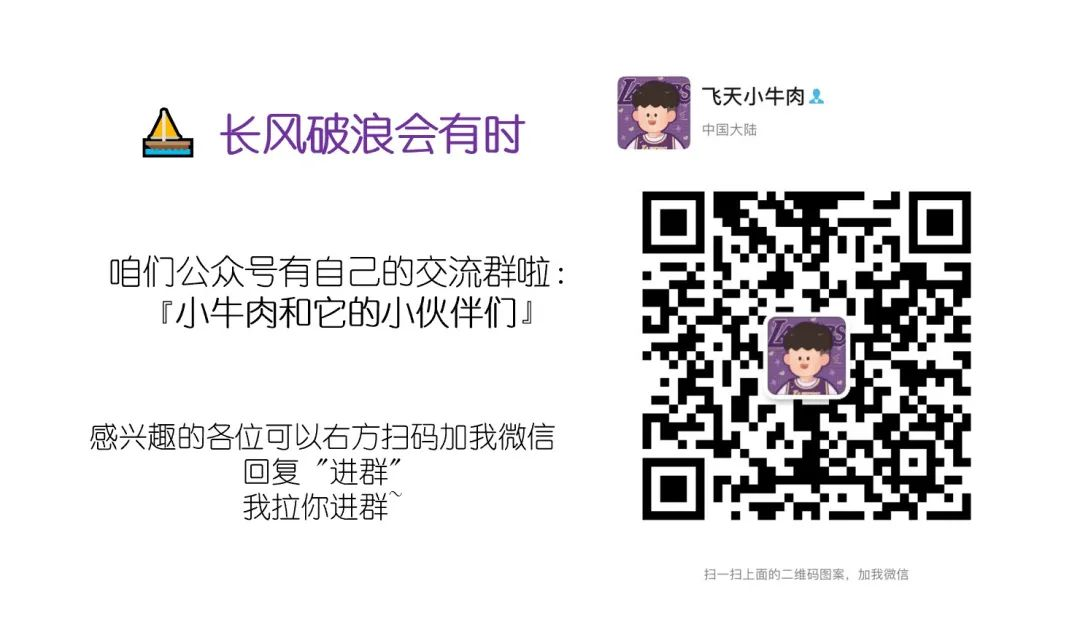 长风破浪会有时
咱们公众号有自己的交流群啦：
『小牛肉和它的小伙伴们』
感兴趣的各位可以右方扫码加我微信
回复 "进群"
我拉你进群~
飞天小牛肉
中国大陆
扫一扫上面的二维码图案，加我微信